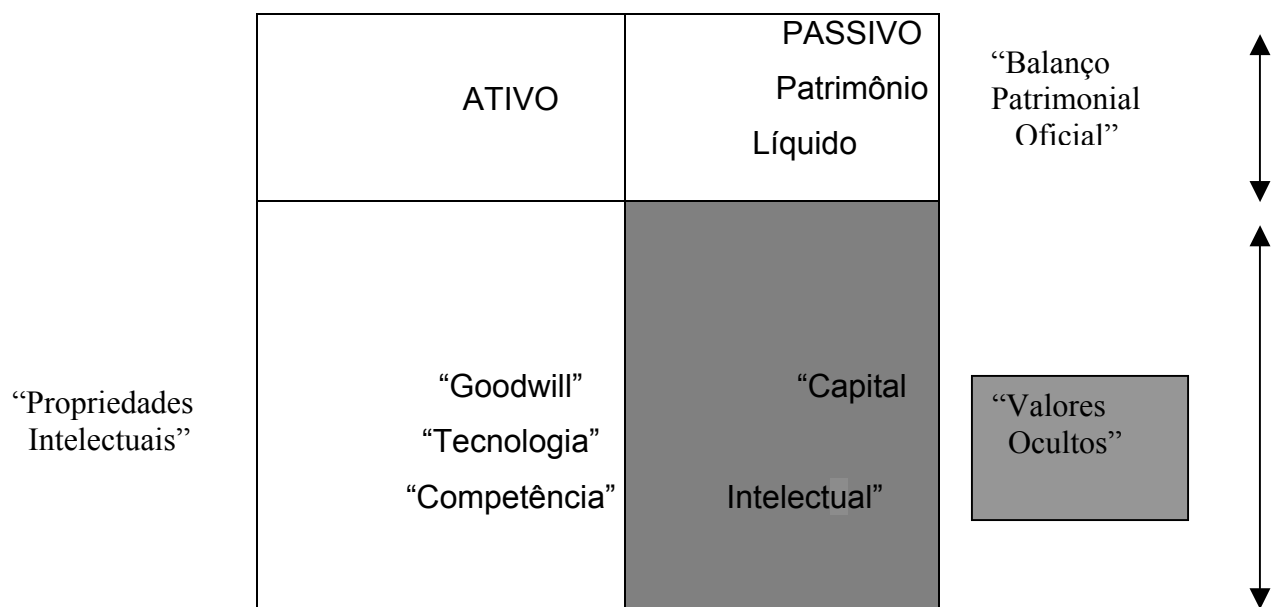 ATIVO
PASSIVO
Patrimônio
Líquido
“Balanço
Patrimonial
Oficial”
“Propriedades
Intelectuais”
“Goodwill”
“Tecnologia”
“Competência”
“Capital
Intelectual”
“Valores
Ocultos”